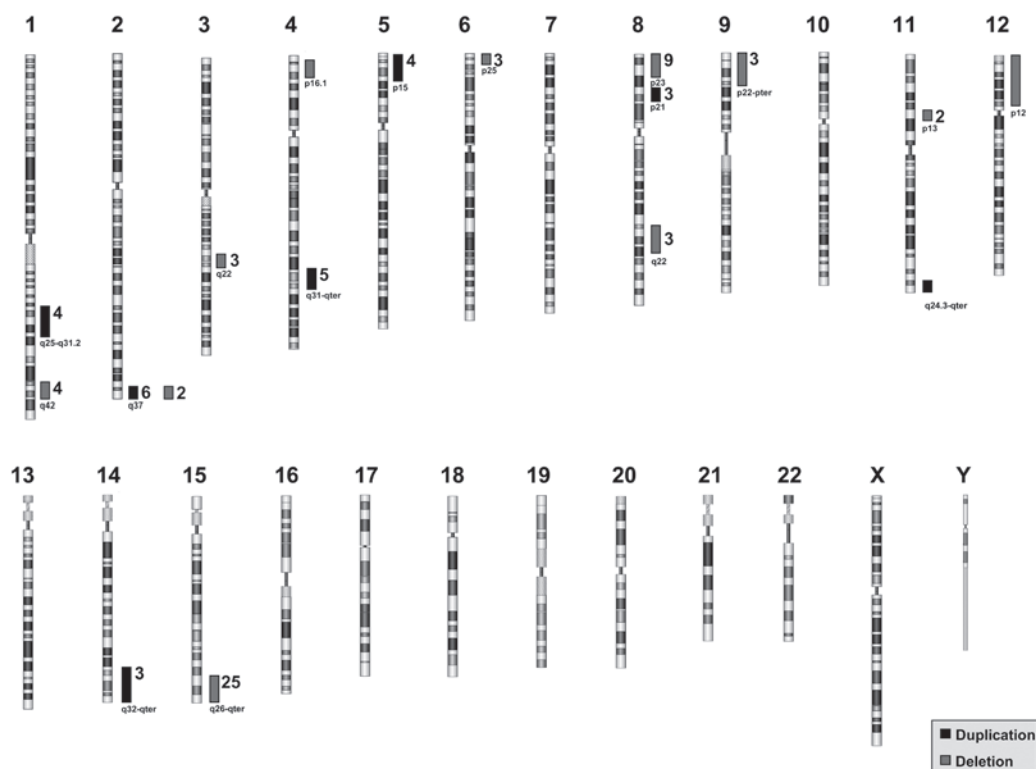 1 2 3 4 5 6 7 8 9 10 11 12
4
p16.1
4
p15
3
p25
9
p23
3
p21
3
p22-pter
2
p13
p12
3
q22
5
q31-qter
3
q22
q24.3-qter
4
q25-q31.2
4
q42
6
q37
2
13 14 15 16 17 18 19 20 21 22 X Y
3
q32-qter
25
q26-qter
Duplication
Deletion